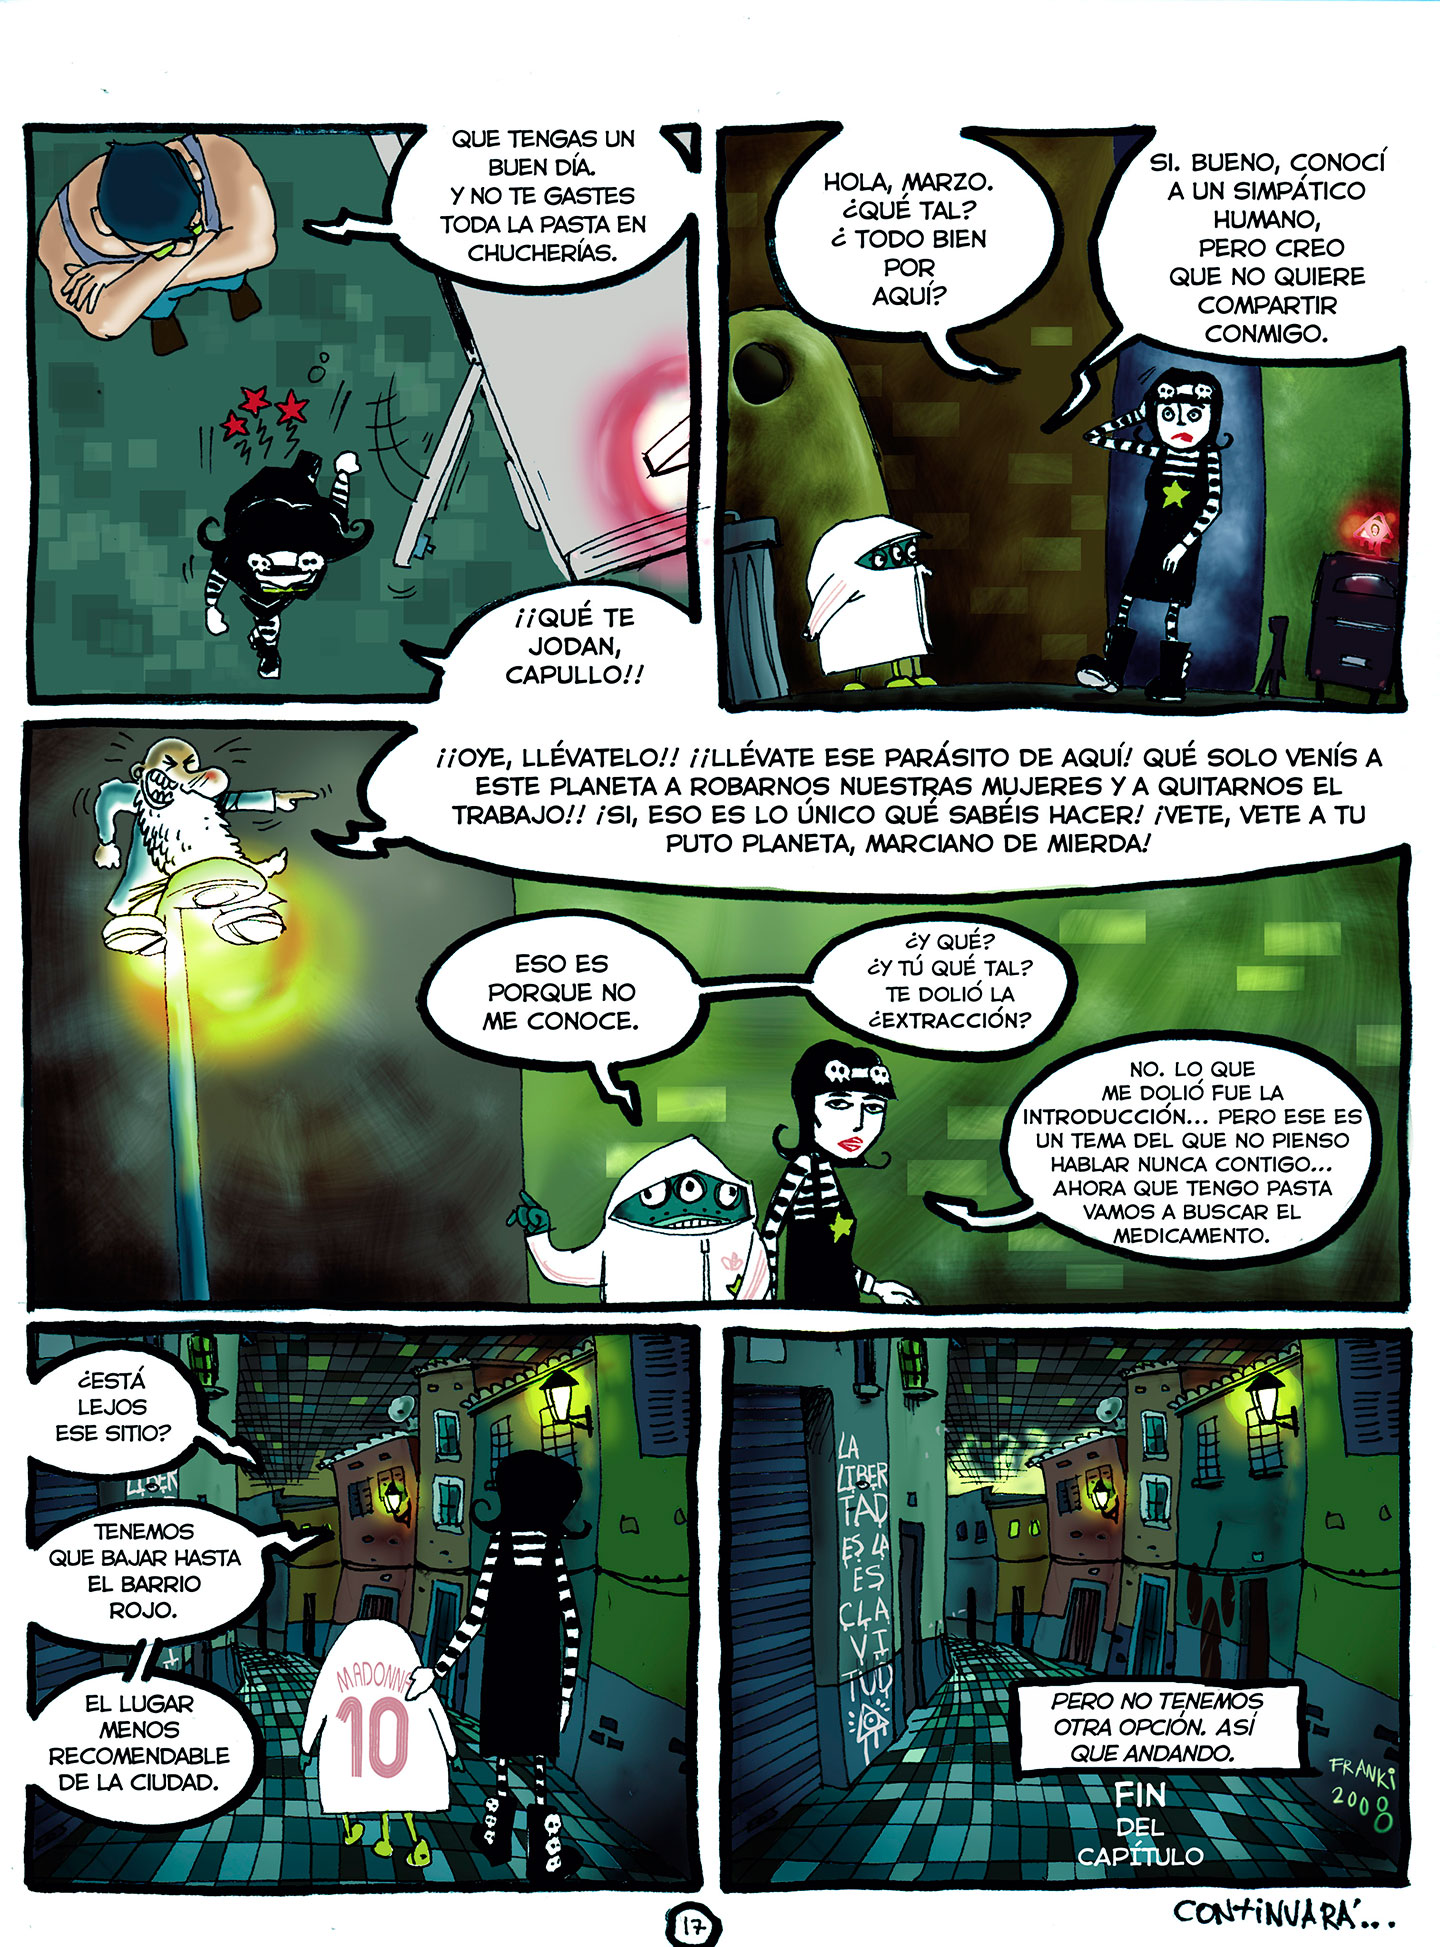 QUE TENGAS UN
BUEN DÍA.
Y NO TE GASTES
TODA LA PASTA EN
CHUCHERÍAS.
¡¡QUÉ TE
JODAN,
CAPULLO!!
HOLA, MARZO.
¿QUÉ TAL?
¿ TODO BIEN
POR
AQUÍ?
SI. BUENO, CONOCÍ
A UN SIMPÁTICO
HUMANO,
PERO CREO
QUE NO QUIERE
COMPARTIR
CONMIGO.
¡¡OYE, LLÉVATELO!! ¡¡LLÉVATE ESE PARÁSITO DE AQUÍ! QUÉ SOLO VENÍS A
ESTE PLANETA A ROBARNOS NUESTRAS MUJERES Y A QUITARNOS EL
TRABAJO!! ¡SI, ESO ES LO ÚNICO QUÉ SABÉIS HACER! ¡VETE, VETE A TU
PUTO PLANETA, MARCIANO DE MIERDA!
ESO ES
PORQUE NO
ME CONOCE.
¿Y QUÉ?
¿Y TÚ QUÉ TAL?
TE DOLIÓ LA
¿EXTRACCIÓN?
NO. LO QUE
ME DOLIÓ FUE LA
INTRODUCCIÓN... PERO ESE ES
UN TEMA DEL QUE NO PIENSO
HABLAR NUNCA CONTIGO...
AHORA QUE TENGO PASTA
VAMOS A BUSCAR EL
MEDICAMENTO.
¿ESTÁ
LEJOS
ESE SITIO?
LIBER
TENEMOS
QUE BAJAR HASTA
EL BARRIO
ROJO.
EL LUGAR
MENOS
RECOMENDABLE
DE LA CIUDAD.
MADONNA
10
LA
LIBER
TAD
ES LA
ES
CLA
VI
TUD
PERO NO TENEMOS
OTRA OPCIÓN. ASÍ
QUE ANDANDO.
FIN
DEL
CAPÍTULO
FRANKI
2008
17
CONTINUARÁ...